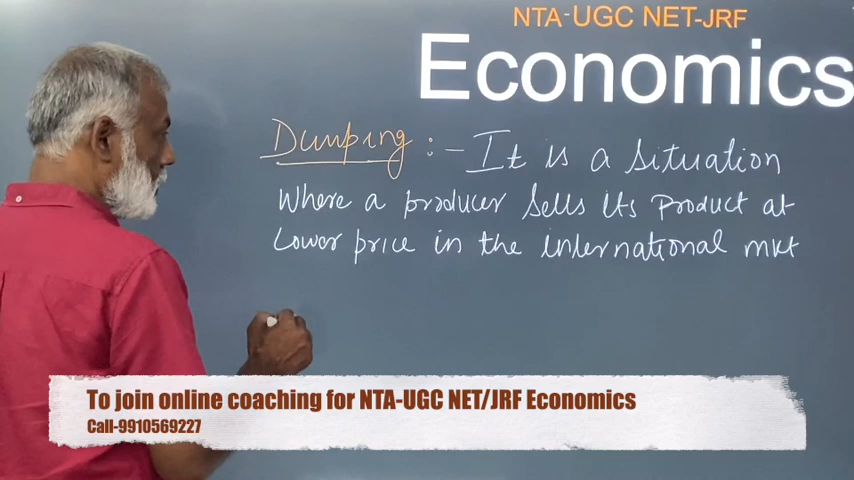 NTA-UGC NET-JRF
Economics
Dumping :- It is a situation
Where a producer sells its product at
Lower price in the international mkt
To join online coaching for NTA-UGC NET/JRF Economics
Call-9910569227